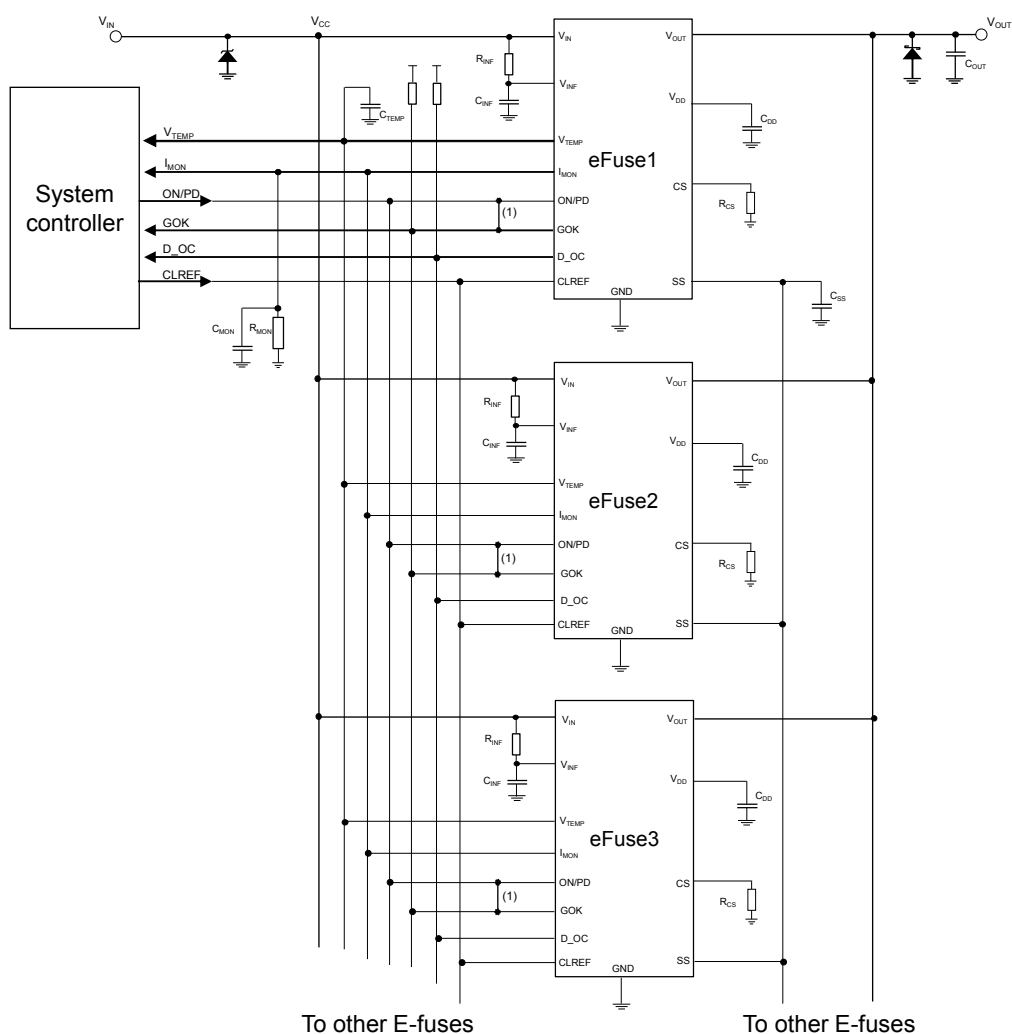 VIN
VCC
VOUT
VIN
VOUT
RINF
COUT
VINF
CINF
CTEMP
VDD
CDD
VTEMP
VTEMP
eFuse1
IMON
IMON
System
controller
CS
RCS
ON/PD
ON/PD
(1)
GOK
GOK
D_OC
D_OC
CLREF
CLREF
SS
GND
CSS
CMON
RMON
VIN
VOUT
RINF
VINF
CINF
VDD
CDD
VTEMP
eFuse2
IMON
ON/PD
CS
(1)
RCS
GOK
D_OC
CLREF
SS
GND
VIN
VOUT
RINF
VINF
CINF
VDD
CDD
VTEMP
eFuse3
IMON
ON/PD
CS
(1)
RCS
GOK
D_OC
CLREF
SS
GND
To other E-fuses
To other E-fuses